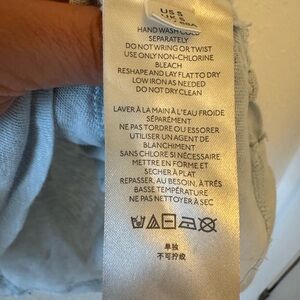 US S
UK S
HAND WASH COLD
SEPARATELY
DO NOT WRING OR TWIST
USE ONLY NON-CHLORINE
BLEACH
RESHAPE AND LAY FLAT TO DRY
LOW IRON AS NEEDED
DO NOT DRY CLEAN
LAVER À LA MAIN À L'EAU FROIDE
SÉPARÉMENT
NE PAS TORDRE OU ESSORER
UTILISER UN AGENT DE
BLANCHIMENT
SANS CHLORE SI NÉCESSAIRE
METTRE EN FORME ET
SÉCHER À PLAT
REPASSER, AU BESOIN, À TRÈS
BASSE TEMPÉRATURE
NE PAS NETTOYER À SEC
单独
不可拧绞